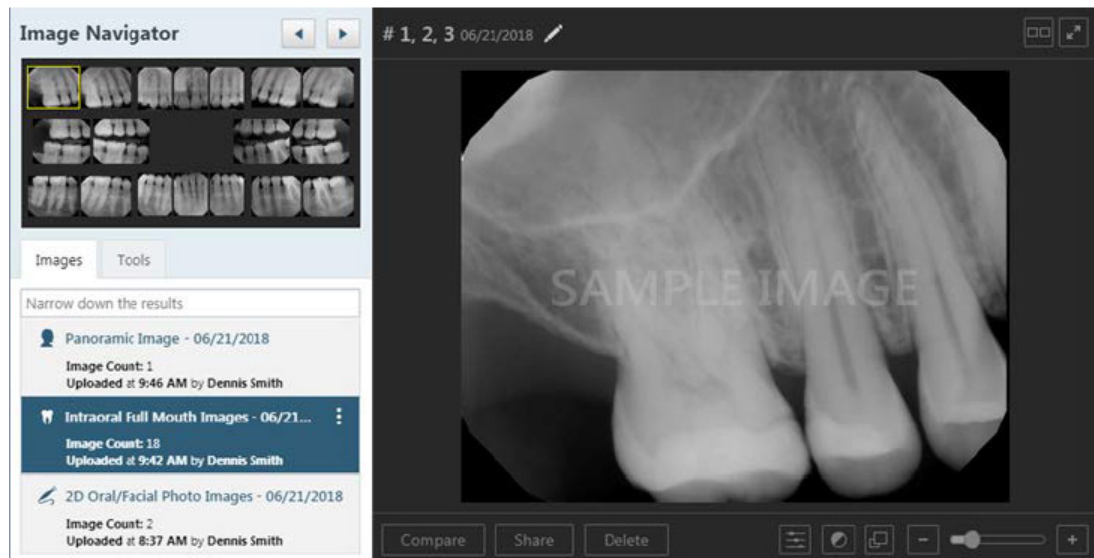 Image Navigator
# 1, 2, 3 06/21/2018
SAMPLE IMAGE
Images
Tools
Narrow down the results
Panoramic Image - 06/21/2018
Image Count: 1
Uploaded at 9:46 AM by Dennis Smith
Intraoral Full Mouth Images - 06/21...
Image Count: 18
Uploaded at 9:42 AM by Dennis Smith
2D Oral/Facial Photo Images - 06/21/2018
Image Count: 2
Uploaded at 8:37 AM by Dennis Smith
Compare
Share
Delete